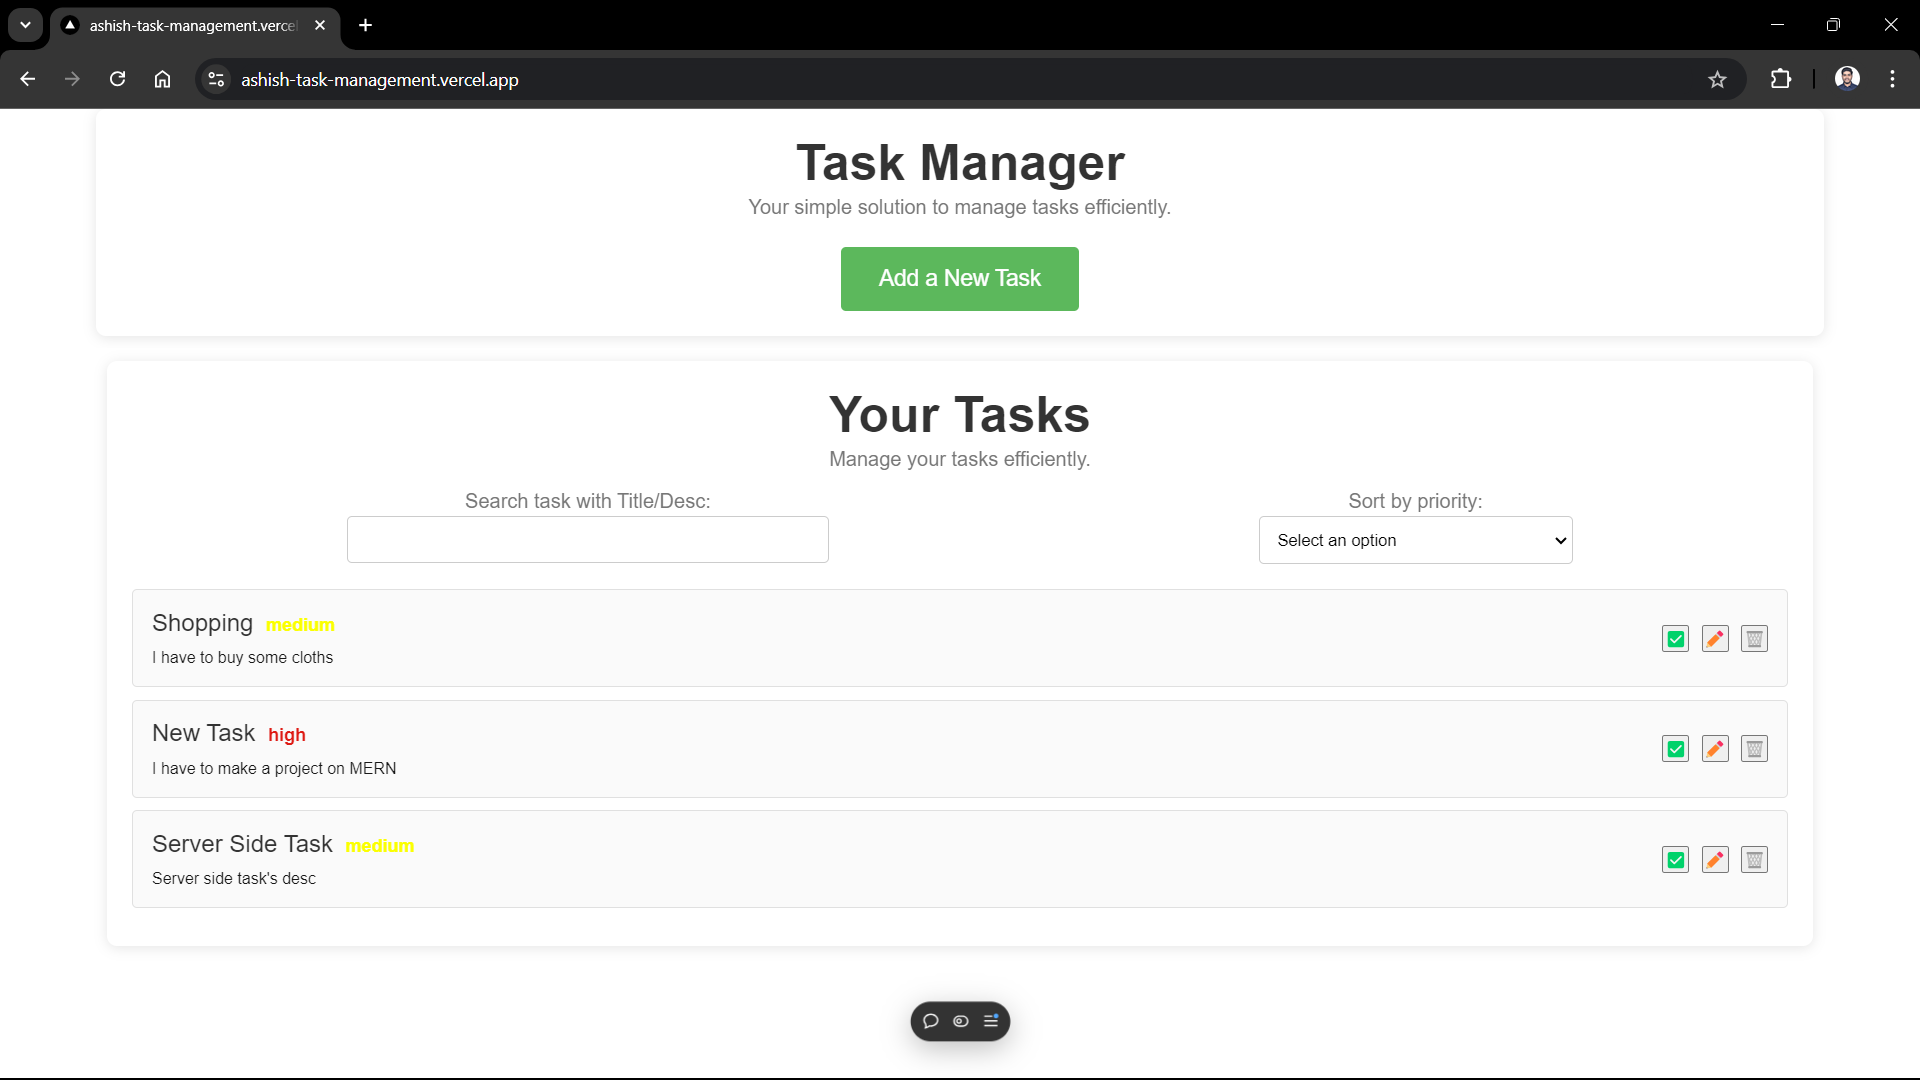 ashish-task-management.verce
ashish-task-management.vercel.app
Task Manager
Your simple solution to manage tasks efficiently.
Add a New Task
Your Tasks
Manage your tasks efficiently.
Search task with Title/Desc:
Sort by priority:
Select an option
Shopping medium
I have to buy some cloths
New Task high
I have to make a project on MERN
Server Side Task medium
Server side task's desc